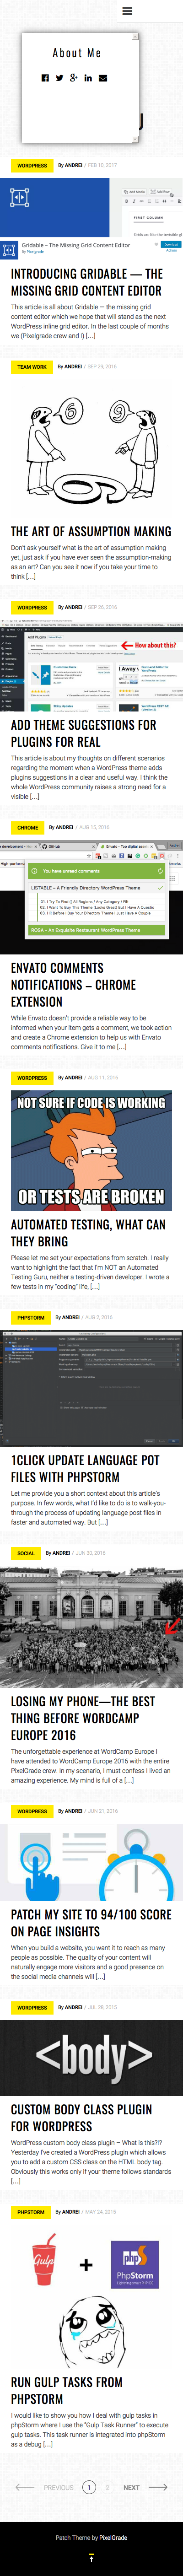 About Me
WORDPRESS By ANDREI / FEB 15, 2017
FIRST COLUMN
Gridable – The Missing Grid Content Editor
By Pixelgrade
INTRODUCING GRIDABLE — THE
MISSING GRID CONTENT EDITOR
This article is all about Gridable — the missing grid
content editor which we hope that will stand as the next
WordPress inline grid editor. In the last couple of months
we (Pixelgrade crew and I) […]
TEAM WORK By ANDREI / SEP 29, 2016
THE ART OF ASSUMPTION MAKING
Don't ask yourself what is the art of assumption making
yet, just ask if you have ever seen the assumption-making
as an art? Can you see it now if you take your time to
think […]
WORDPRESS By ANDREI / SEP 26, 2016
Add Plugins
How about this?
ADD THEME SUGGESTIONS FOR
PLUGINS FOR REAL
This article is about my thoughts on different scenarios
regarding the moment when a WordPress theme adds
plugins suggestions in a nice and useful way. I think the
whole WordPress community raises the demand for a
visible […]
CHROME By ANDREI / AUG 15, 2016
GitHub
You have unread comments
LISTABLE – A Friendly Directory WordPress Theme
ROSA – An Exquisite Restaurant WordPress Theme
ENVATO COMMENTS
NOTIFICATIONS – CHROME
EXTENSION
While Envato doesn't provide a reliable way to be
informed when your item gets a comment, we took action
and create a Chrome extension to help us with Envato
comments notifications. Give it to me […]
WORDPRESS By ANDREI / AUG 11, 2016
NOT SURE IF CODE IS WORKING
OR TESTS ARE BROKEN
AUTOMATED TESTING, WHAT CAN
THEY BRING
Please let me set your expectations from scratch. I really
want to highlight the fact that I'm NOT an Automated
Testing Guru, neither a testing-driven developer. I wrote a
few tests in my "coding" life, […]
PHPSTORM By ANDREI / AUG 2, 2016
1CLICK UPDATE LANGUAGE POT
FILES WITH PHPSTORM
Let me provide you a short context about this article's
purpose. In few words, what I'd like to do is to walk-you-
through the process of updating language post files in
faster and automated way. But […]
SOCIAL By ANDREI / JUN 30, 2016
LOSING MY PHONE—THE BEST
THING BEFORE WORDCAMP
EUROPE 2016
The unforgettable experience at WordCamp Europe I
have attended to WordCamp Europe 2016 with the entire
PixelGrade crew. In my scenario, I must confess I lived an
amazing experience. My mind is full of a […]
WORDPRESS By ANDREI / JUN 21, 2016
PATCH MY SITE TO 94/100 SCORE
ON PAGE INSIGHTS
When you build a website, you want it to reach as many
people as possible. The quality of your content will
naturally engage more visitors and a good presence on
the social media channels will […]
WORDPRESS By ANDREI / JUL 28, 2015
<body>
CUSTOM BODY CLASS PLUGIN
FOR WORDPRESS
WordPress custom body class plugin – What is this?!?
Yesterday I've created a WordPress plugin which allows
you to add a custom CSS class on the HTML body tag.
Obviously this works only if your theme follows standards
[…]
PHPSTORM By ANDREI / MAY 24, 2015
Gulp
+
PhpStorm
RUN GULP TASKS FROM
PHPSTORM
I would like to show you how I deal with gulp tasks in
phpStorm where I use the "Gulp Task Runner" to execute
gulp tasks. This task runner is integrated into phpStorm
as a debug […]
PREVIOUS 1 2 NEXT
Patch Theme by PixelGrade